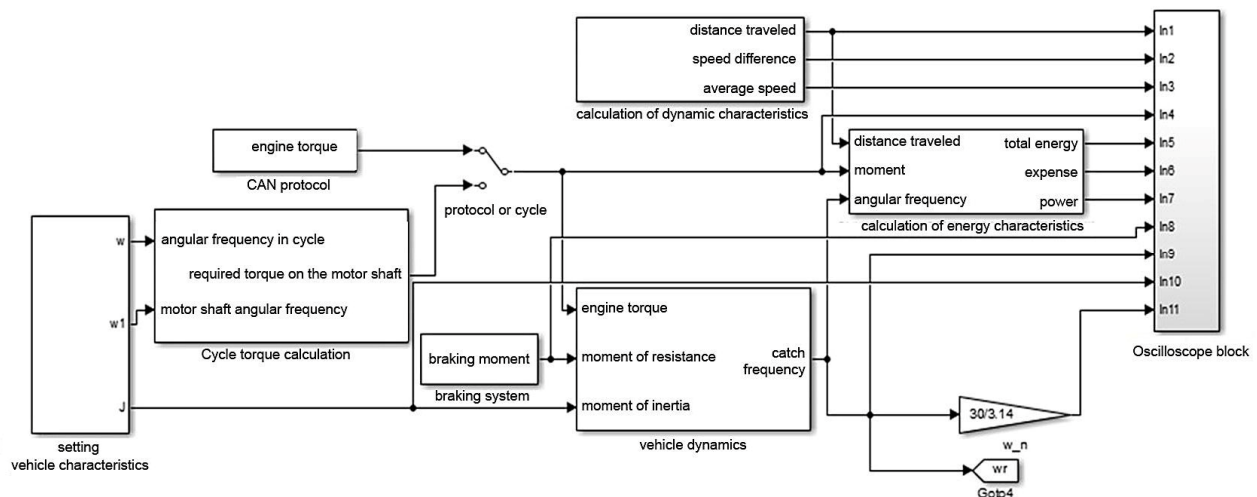 distance traveled
speed difference
average speed
calculation of dynamic characteristics
In1
In2
In3
In4
In5
In6
In7
In8
In9
In10
In11
Oscilloscope block
engine torque
CAN protocol
protocol or cycle
distance traveled
moment
angular frequency
total energy
expense
power
calculation of energy characteristics
w
w1
J
setting
vehicle characteristics
angular frequency in cycle
required torque on the motor shaft
motor shaft angular frequency
Cycle torque calculation
braking moment
braking system
engine torque
moment of resistance
moment of inertia
catch
frequency
vehicle dynamics
30/3.14
w_n
wr
Goto4